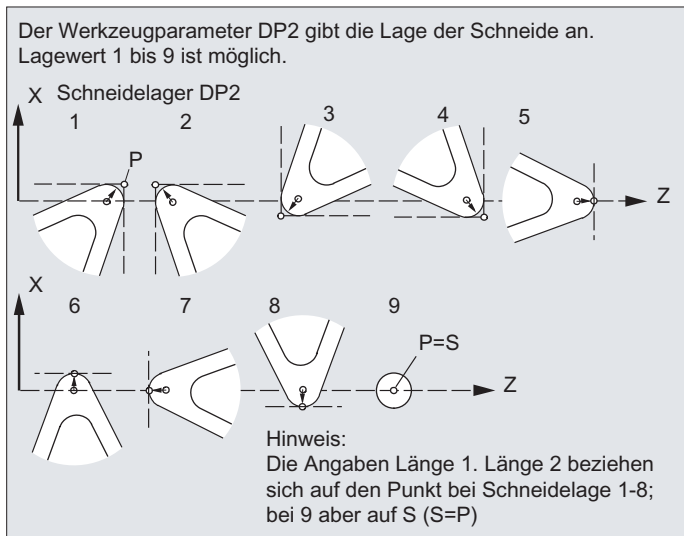 Der Werkzeugparameter DP2 gibt die Lage der Schneide an.
Lagewert 1 bis 9 ist möglich.
X Schneidelager DP2
1 2 3 4 5
P
Z
X
6 7 8 9
P=S
Z
Hinweis:
Die Angaben Länge 1. Länge 2 beziehen
sich auf den Punkt bei Schneidelage 1-8;
bei 9 aber auf S (S=P)